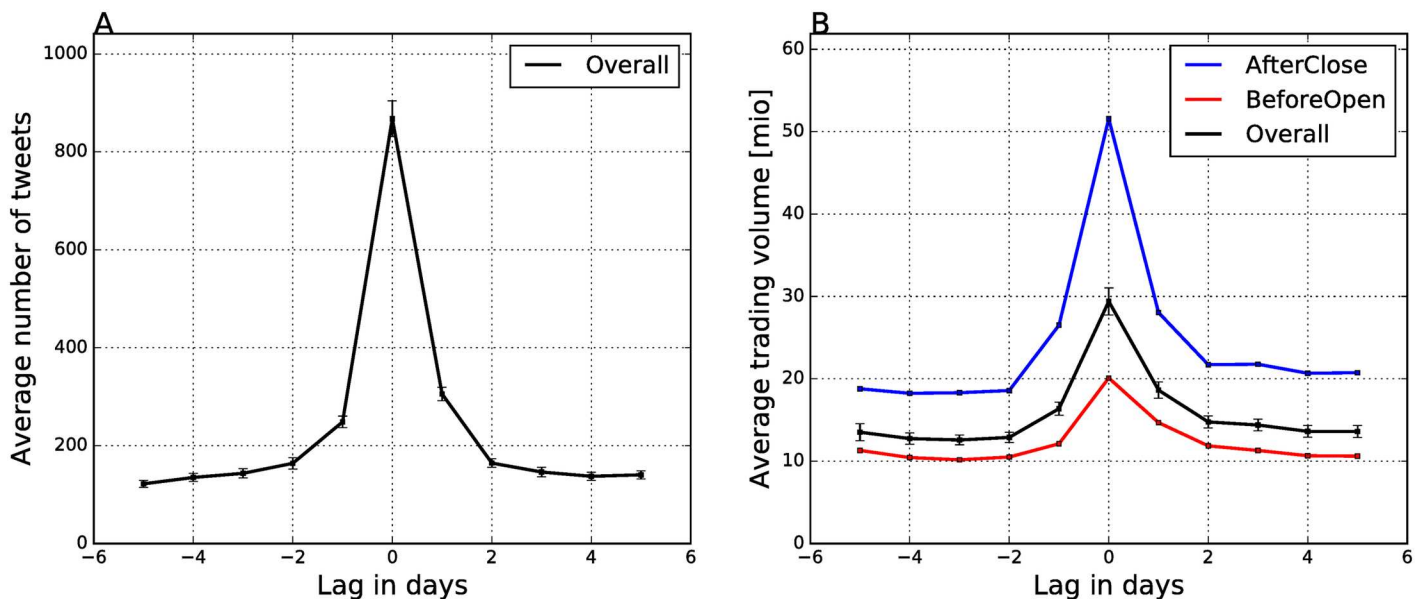 A
1000
800
600
400
200
0
−6
−4
−2
0
2
4
6
Average number of tweets
Lag in days
Overall
B
60
50
40
30
20
10
0
−6
−4
−2
0
2
4
6
Average trading volume [mio]
Lag in days
AfterClose
BeforeOpen
Overall